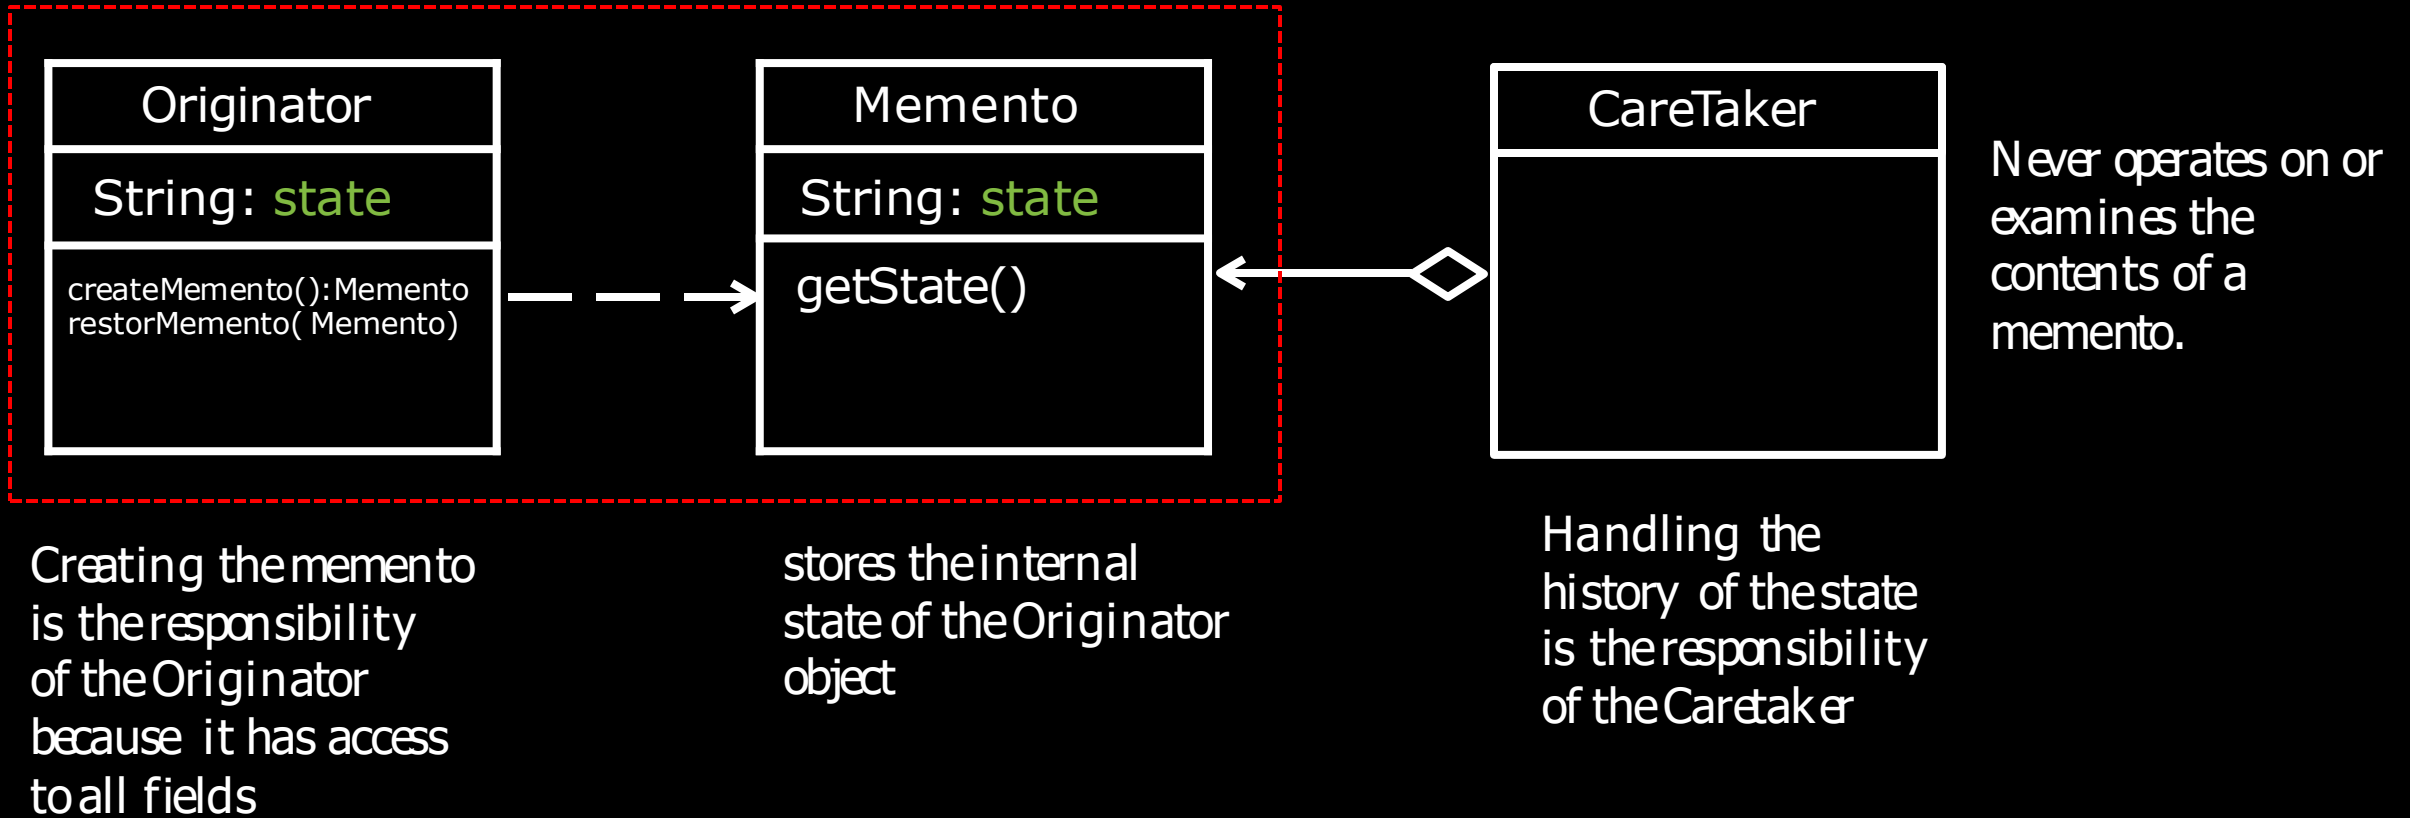 Originator
String: state
createMemento():Memento
restorMemento( Memento)
Memento
String: state
getState()
CareTaker
Never operates on or
examines the
contents of a
memento.
Creating the memento
is the responsibility
of the Originator
because it has access
to all fields
stores the internal
state of the Originator
object
Handling the
history of the state
is the responsibility
of the Caretaker